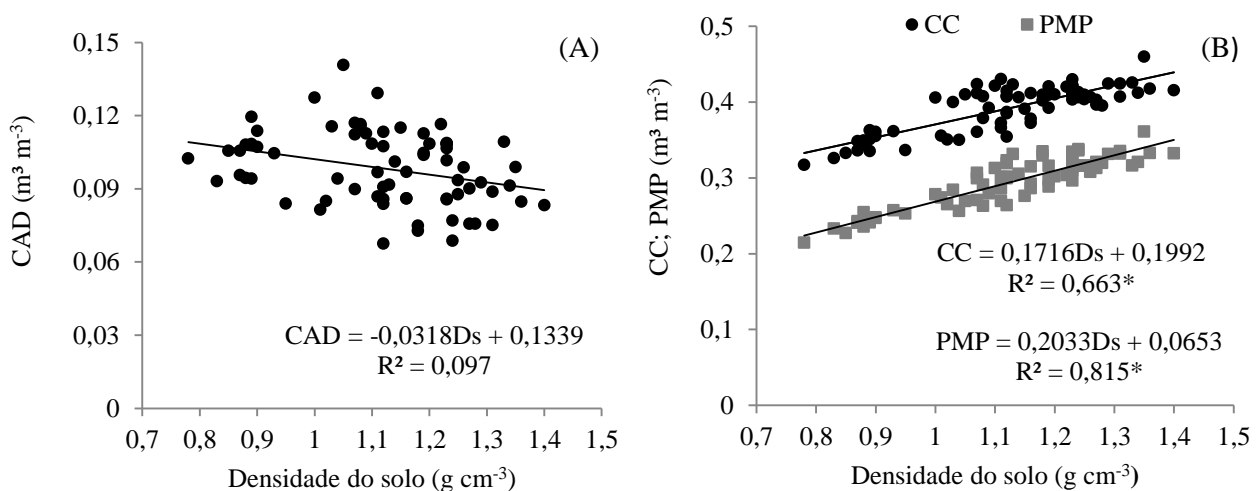 (A)
CAD (m³ m⁻³)
0,15
0,12
0,09
0,06
0,03
0
CAD = -0,0318Ds + 0,1339
R² = 0,097
0,7 0,8 0,9 1 1,1 1,2 1,3 1,4 1,5
Densidade do solo (g cm⁻³)
CC PMP
(B)
CC; PMP (m³ m⁻³)
0,5
0,4
0,3
0,2
0,1
0
CC = 0,1716Ds + 0,1992
R² = 0,663*
PMP = 0,2033Ds + 0,0653
R² = 0,815*
0,7 0,8 0,9 1 1,1 1,2 1,3 1,4 1,5
Densidade do solo (g cm⁻³)